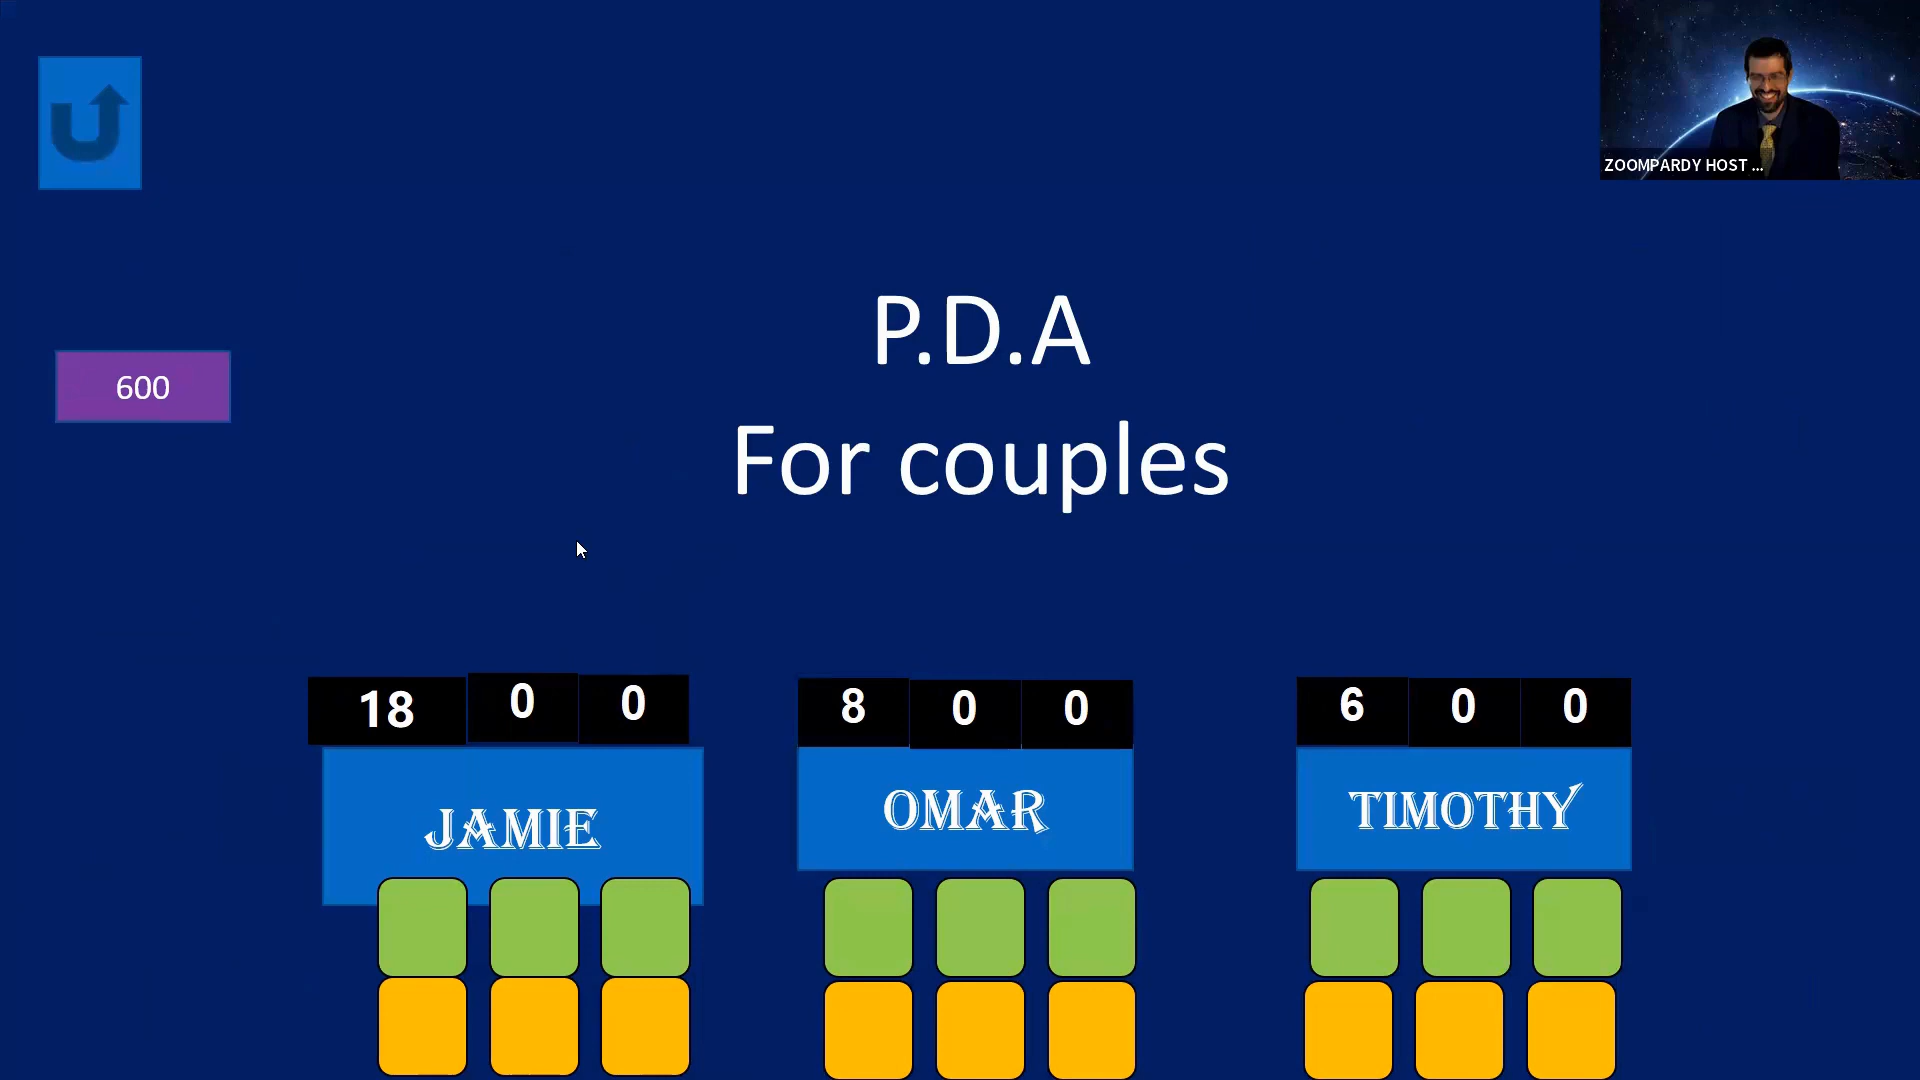 ZOOMPARDY HOST ...
P.D.A
For couples
600
18 0 0
8 0 0
6 0 0
JAMIE
OMAR
TIMOTHY